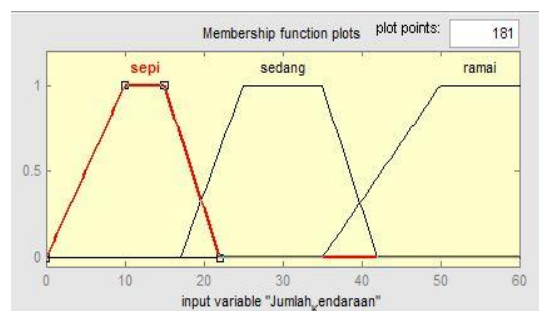 Membership function plots plot points: 181
sepi sedang ramai
1
0.5
0
0 10 20 30 40 50 60
input variable "Jumlahₖendaraan"